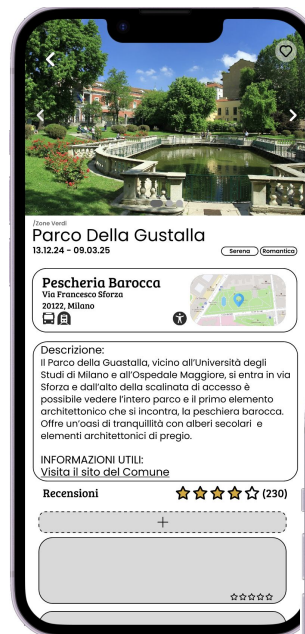 /Zone Verdi
Parco Della Gustalla
13.12.24 - 09.03.25
Serena
Romantica
Pescheria Barocca
Via Francesco Sforza
20122, Milano
Descrizione:
Il Parco della Guastalla, vicino all'Università degli
Studi di Milano e all'Ospedale Maggiore, si entra in via
Sforza e dall'alto della scalinata di accesso è
possibile vedere l'intero parco e il primo elemento
architettonico che si incontra, la peschiera barocca.
Offre un'oasi di tranquillità con alberi secolari e
elementi architettonici di pregio.
INFORMAZIONI UTILI:
Visita il sito del Comune
Recensioni
(230)
+